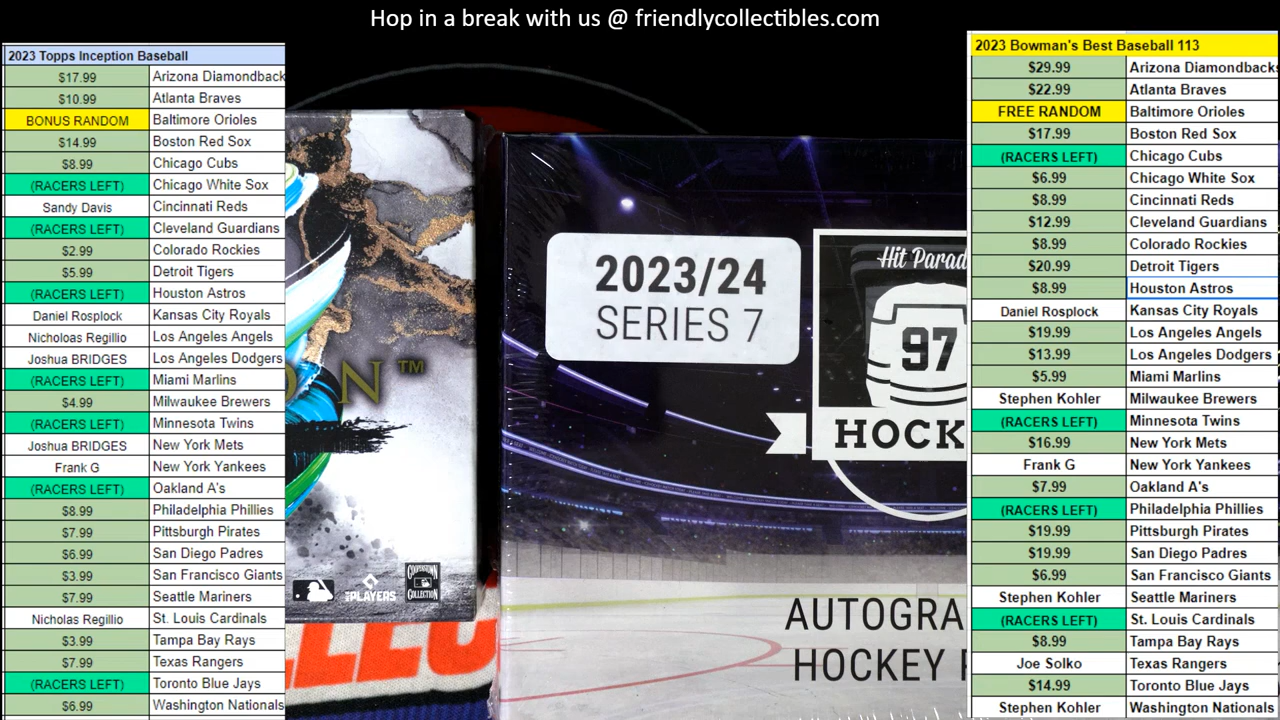 Hop in a break with us @ friendlycollectibles.com
2023 Topps Inception Baseball
$17.99 Arizona Diamondback
$10.99 Atlanta Braves
BONUS RANDOM Baltimore Orioles
$14.99 Boston Red Sox
$8.99 Chicago Cubs
(RACERS LEFT) Chicago White Sox
Sandy Davis Cincinnati Reds
(RACERS LEFT) Cleveland Guardians
$2.99 Colorado Rockies
$5.99 Detroit Tigers
(RACERS LEFT) Houston Astros
Daniel Rosplock Kansas City Royals
Nicholoas Regillio Los Angeles Angels
Joshua BRIDGES Los Angeles Dodgers
(RACERS LEFT) Miami Marlins
$4.99 Milwaukee Brewers
(RACERS LEFT) Minnesota Twins
Joshua BRIDGES New York Mets
Frank G New York Yankees
(RACERS LEFT) Oakland A's
$8.99 Philadelphia Phillies
$7.99 Pittsburgh Pirates
$6.99 San Diego Padres
$3.99 San Francisco Giants
$7.99 Seattle Mariners
Nicholas Regillio St. Louis Cardinals
$3.99 Tampa Bay Rays
$7.99 Texas Rangers
(RACERS LEFT) Toronto Blue Jays
$6.99 Washington Nationals
ON™
PLAYERS
COLLECTION
2023/24
SERIES 7
Hit Parad
97
HOCK
AUTOGRA
HOCKEY
2023 Bowman's Best Baseball 113
$29.99 Arizona Diamondbacks
$22.99 Atlanta Braves
FREE RANDOM Baltimore Orioles
$17.99 Boston Red Sox
(RACERS LEFT) Chicago Cubs
$6.99 Chicago White Sox
$8.99 Cincinnati Reds
$12.99 Cleveland Guardians
$8.99 Colorado Rockies
$20.99 Detroit Tigers
$8.99 Houston Astros
Daniel Rosplock Kansas City Royals
$19.99 Los Angeles Angels
$13.99 Los Angeles Dodgers
$5.99 Miami Marlins
Stephen Kohler Milwaukee Brewers
(RACERS LEFT) Minnesota Twins
$16.99 New York Mets
Frank G New York Yankees
$7.99 Oakland A's
(RACERS LEFT) Philadelphia Phillies
$19.99 Pittsburgh Pirates
$19.99 San Diego Padres
$6.99 San Francisco Giants
Stephen Kohler Seattle Mariners
(RACERS LEFT) St. Louis Cardinals
$8.99 Tampa Bay Rays
Joe Solko Texas Rangers
$14.99 Toronto Blue Jays
Stephen Kohler Washington Nationals